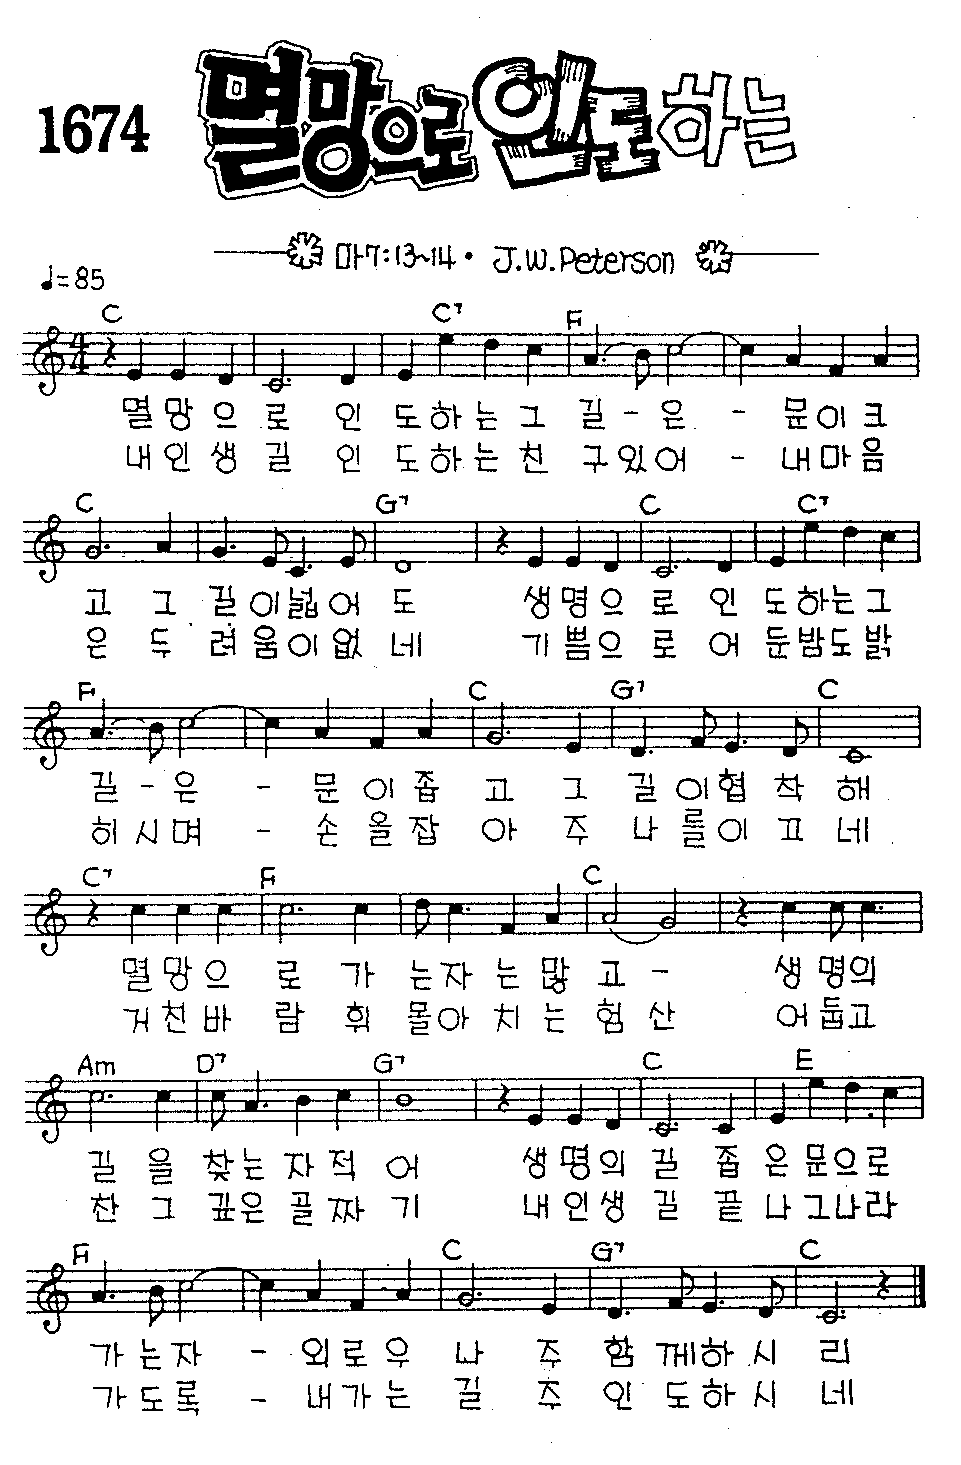 1674
멸망으로 인도하는
마7:13~14 • J.W.Peterson
♩=85
C C7 F
멸망으로 인 도하는그 길-은 - 문이크
내인생길 인 도하는친 구있어 - 내마음
C G7 C C7
고 그 길이넓어 도 생명으로 인 도하는그
은 두 려움이없 네 기쁨으로 어 둔밤도밝
F C G7 C
길-은 - 문이좁 고 그 길이협착해
히시며 - 손올잡 아 주 나를이끄네
C7 F C
멸망으 로 가 는자는많 고- 생명의
거친바 람 휘 몰아치는 험산 어둡고
Am D7 G7 C E
길 을 찾는자적 어 생명의길 좁 은문으로
찬 그 깊은골짜 기 내인생길 끝 나그나라
F C G7 C
가는자 - 외로우 나 주 함께하시 리
가도록 - 내가는 길 주 인도하시 네